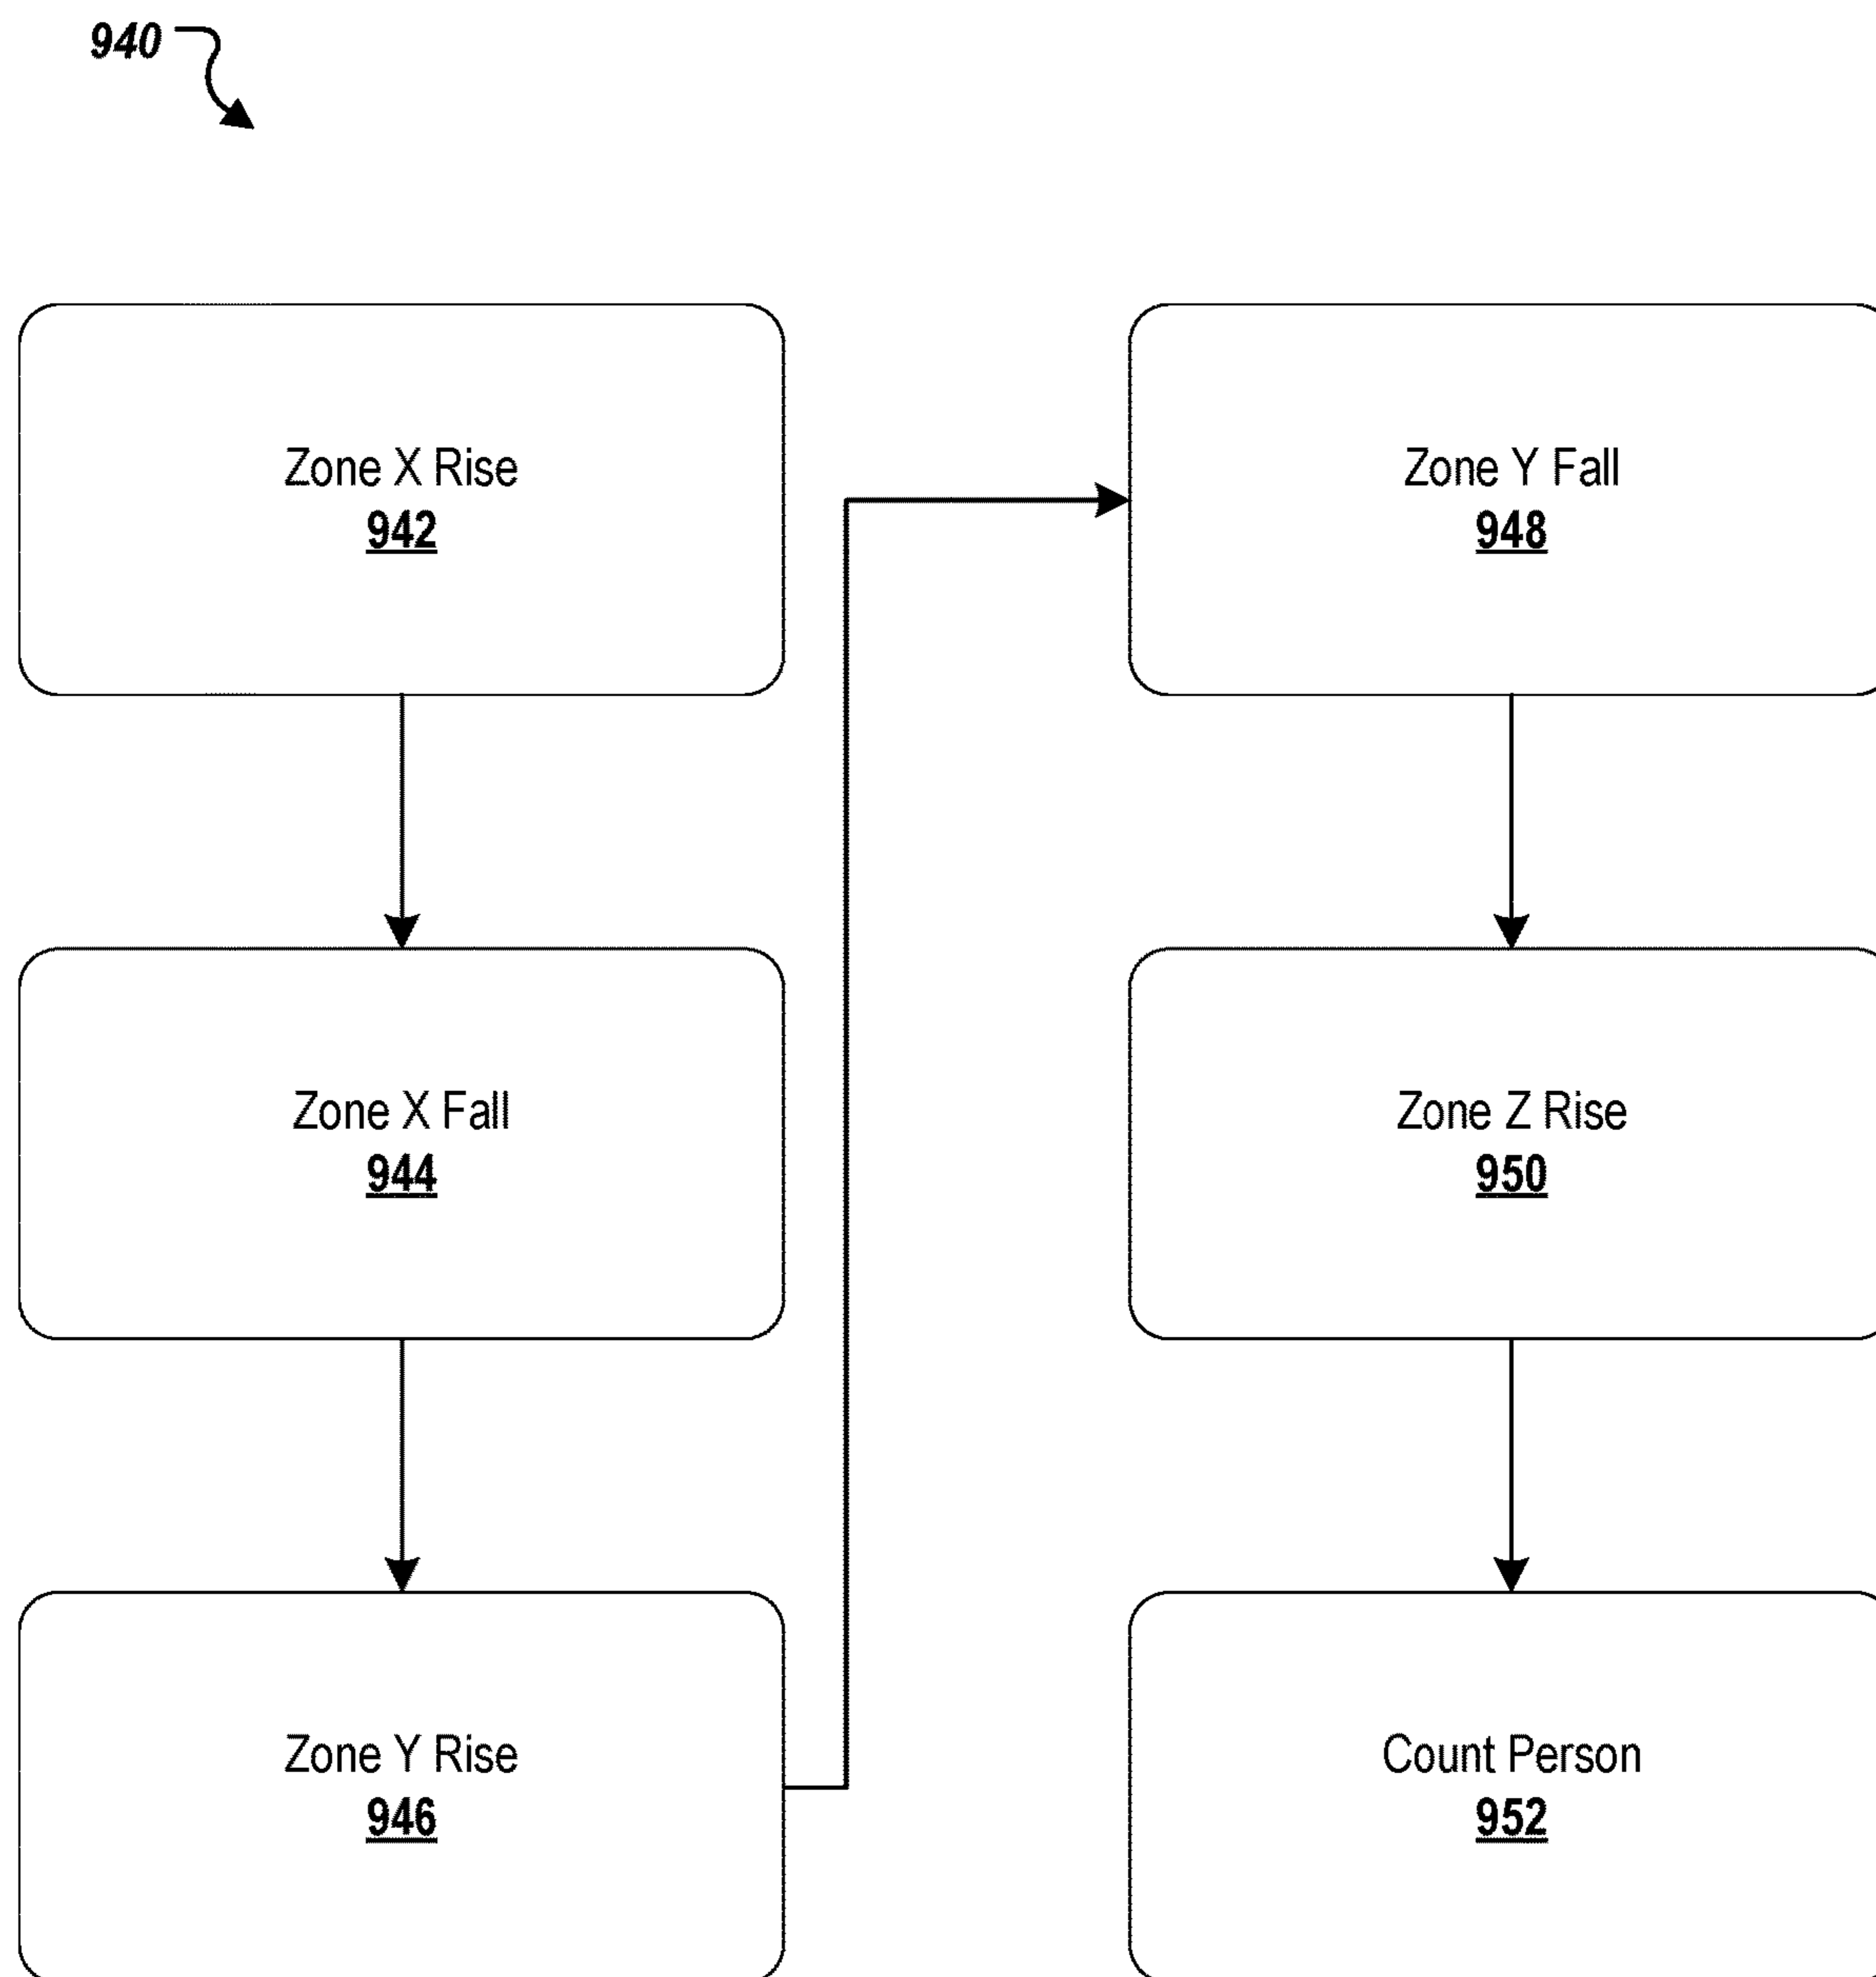 940
Zone X Rise
942
Zone X Fall
944
Zone Y Rise
946
Zone Y Fall
948
Zone Z Rise
950
Count Person
952